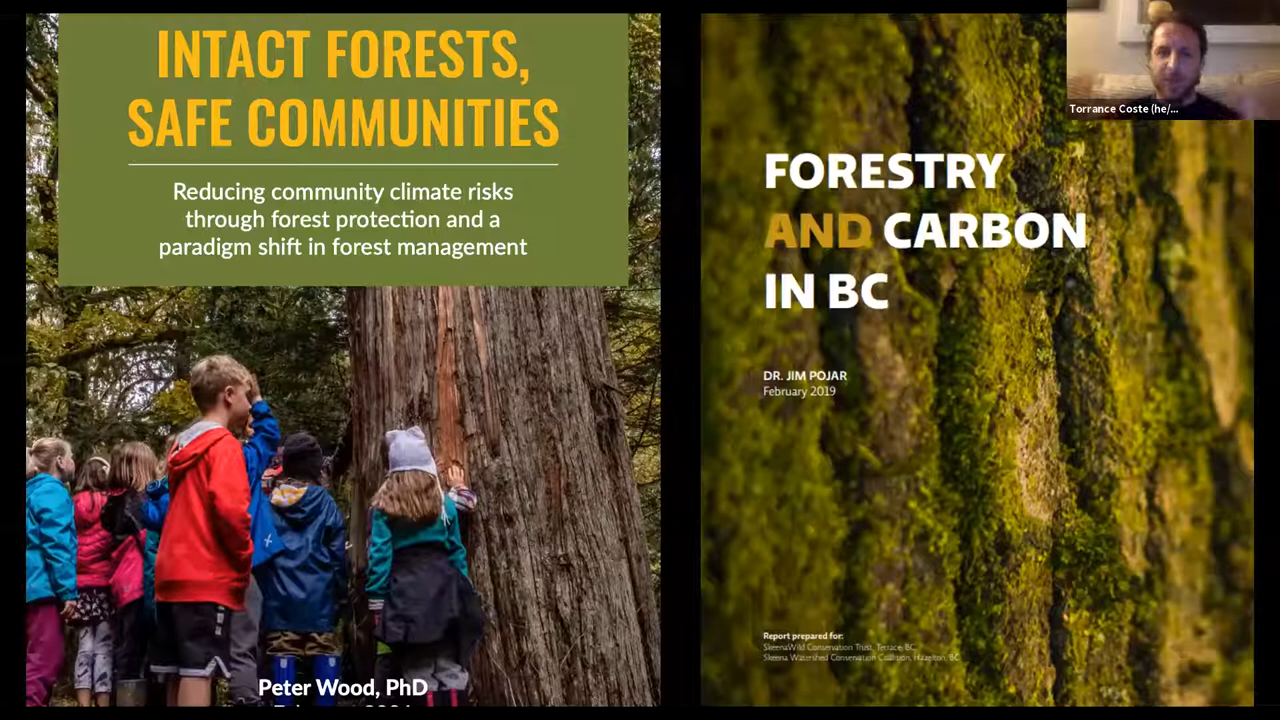 INTACT FORESTS,
SAFE COMMUNITIES
Reducing community climate risks
through forest protection and a
paradigm shift in forest management
Peter Wood, PhD
FORESTRY
AND CARBON
IN BC
DR. JIM POJAR
February 2019
Report prepared for:
SkeenaWild Conservation Trust, Terrace, BC.
Skeena Watershed Conservation Coalition, Hazelton, BC.
Torrance Coste (he/...